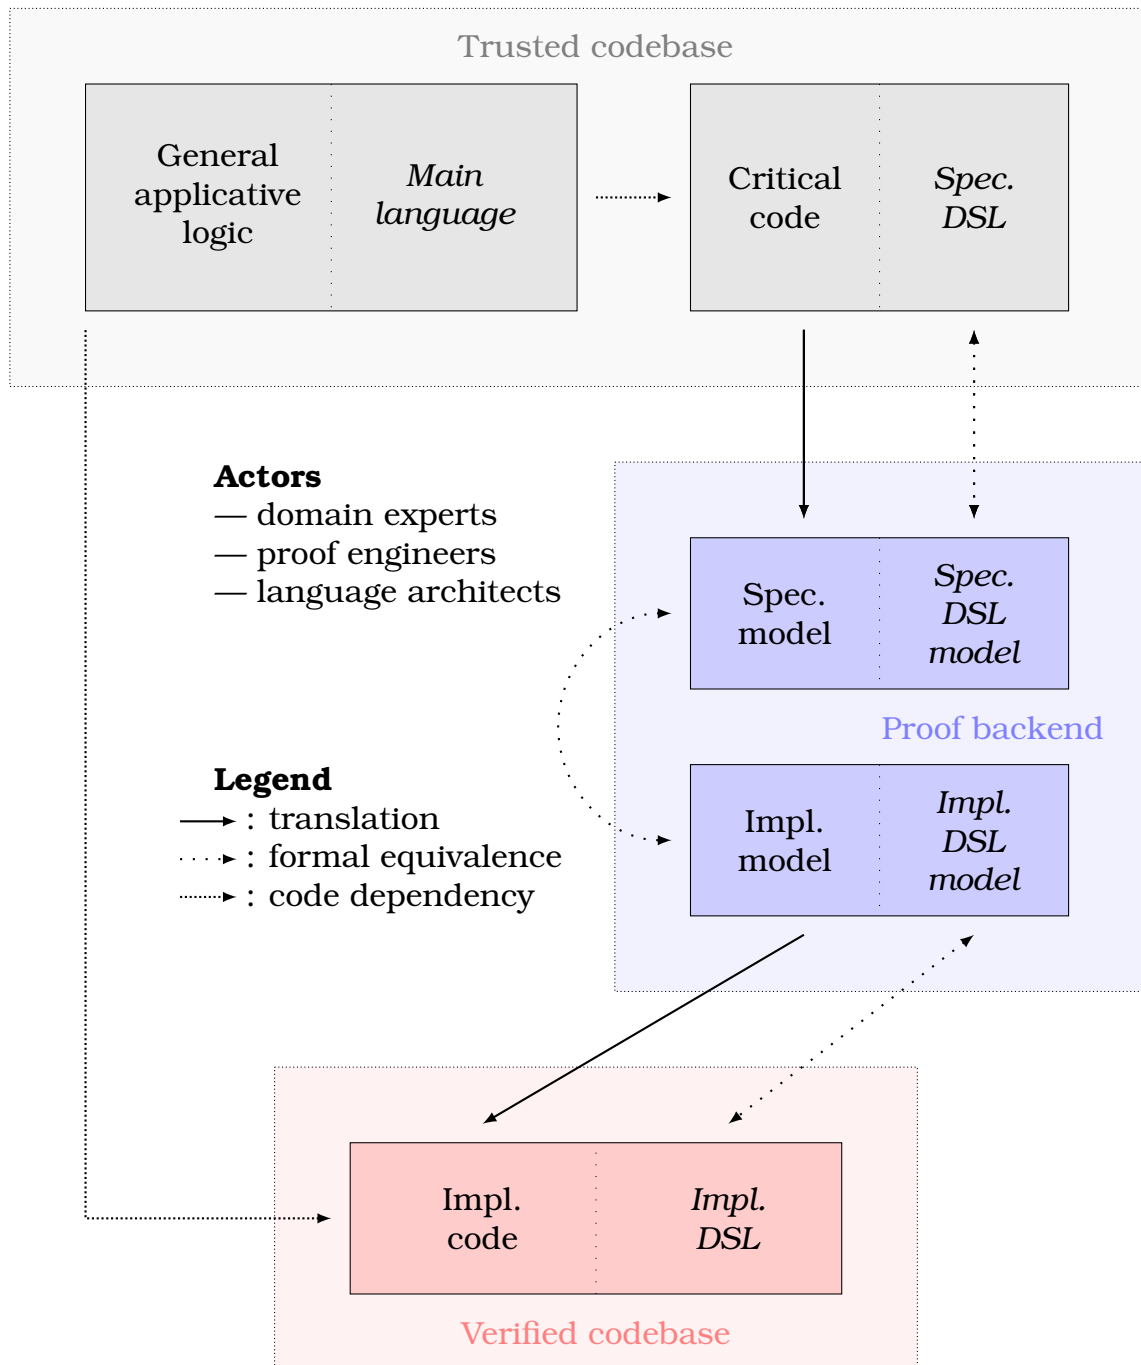 Trusted codebase
General
applicative
logic
Main
language
Critical
code
Spec.
DSL
Actors
— domain experts
— proof engineers
— language architects
Spec.
model
Spec.
DSL
model
Proof backend
Legend
: translation
: formal equivalence
: code dependency
Impl.
model
Impl.
DSL
model
Impl.
code
Impl.
DSL
Verified codebase